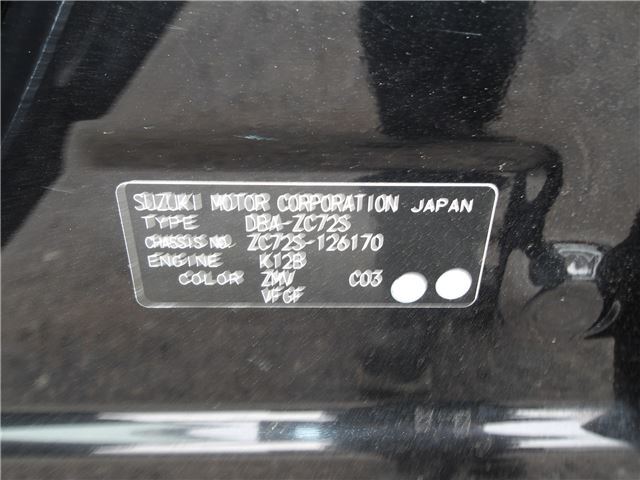 SUZUKI MOTOR CORPORATION JAPAN
TYPE DBA-ZC72S
CHASSIS NO. ZC72S-126170
ENGINE K12B
COLOR ZMV C03
VFGF